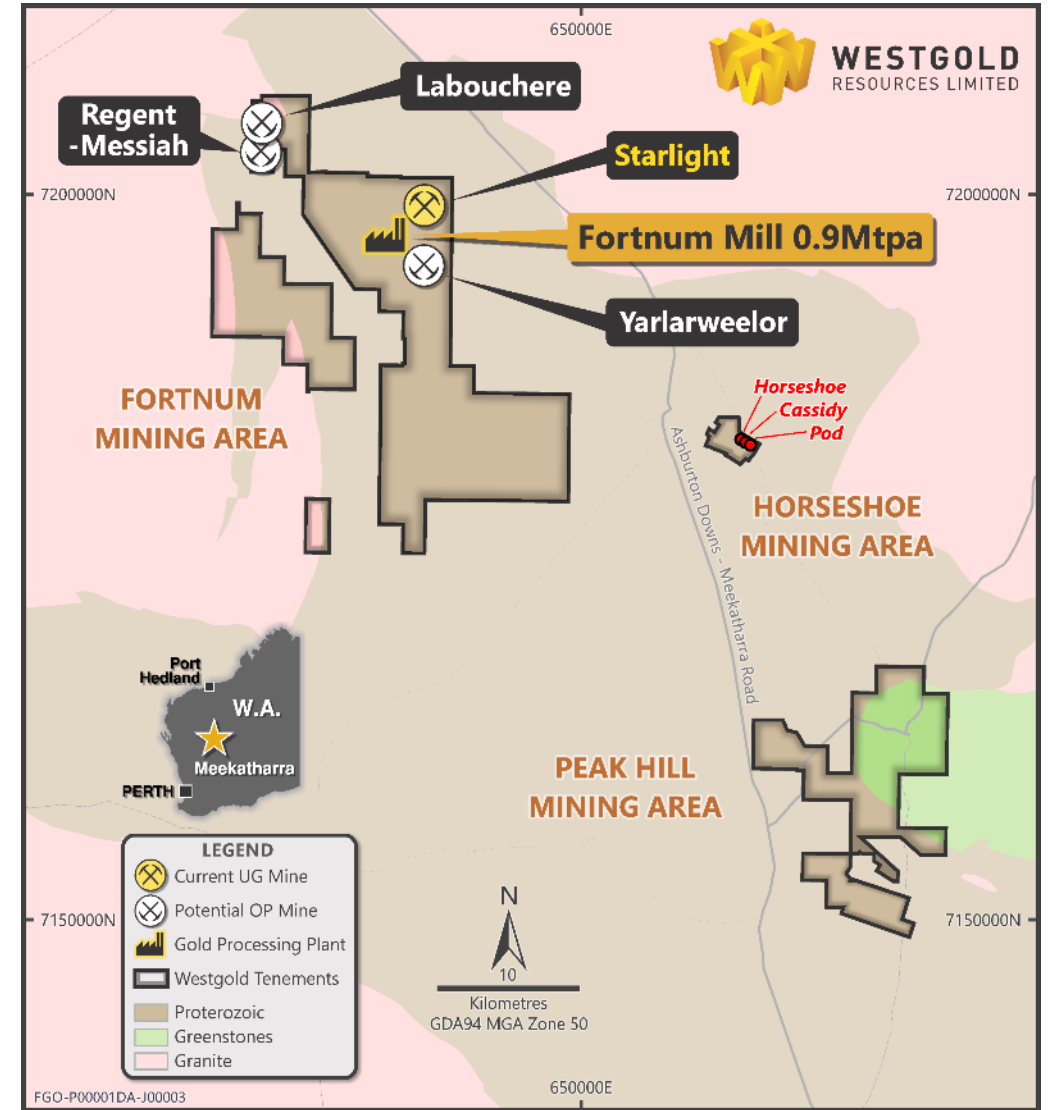 650000E
WESTGOLD
RESOURCES LIMITED
Labouchere
Regent
-Messiah
Starlight
7200000N
7200000N
Fortnum Mill 0.9Mtpa
Yarlarweelor
FORTNUM
MINING AREA
Horseshoe
Cassidy
Pod
Ashburton Downs - Meekatharra Road
HORSESHOE
MINING AREA
Port
Hedland
W.A.
Meekatharra
PERTH
PEAK HILL
MINING AREA
LEGEND
Current UG Mine
Potential OP Mine
Gold Processing Plant
Westgold Tenements
Proterozoic
Greenstones
Granite
7150000N
7150000N
N
10
Kilometres
GDA94 MGA Zone 50
650000E
FGO-P00001DA-J00003